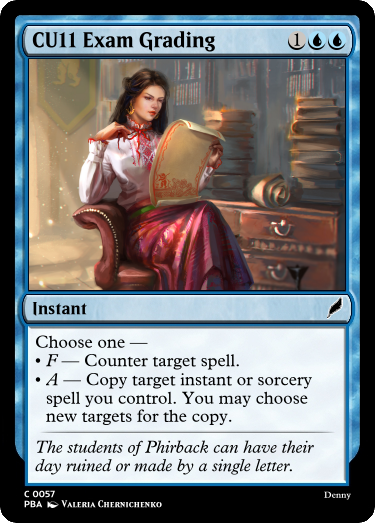 CU11 Exam Grading 1
Instant
Choose one —
• F — Counter target spell.
• A — Copy target instant or sorcery
spell you control. You may choose
new targets for the copy.
The students of Phirback can have their
day ruined or made by a single letter.
C 0057
PBA Valeria Chernichenko
Denny